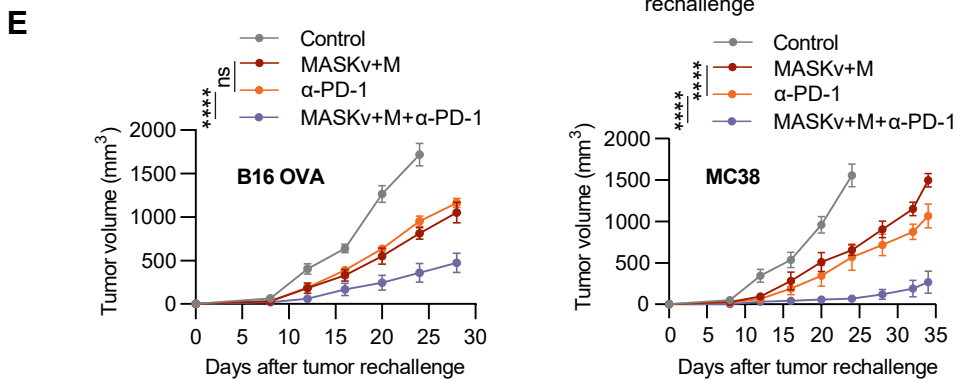 rechallenge
E
Control
MASKv+M
α-PD-1
MASKv+M+α-PD-1
ns
****
Tumor volume (mm³)
2000
1500
1000
500
0
B16 OVA
0 5 10 15 20 25 30
Days after tumor rechallenge
Control
MASKv+M
α-PD-1
MASKv+M+α-PD-1
****
****
Tumor volume (mm³)
2000
1500
1000
500
0
MC38
0 5 10 15 20 25 30 35
Days after tumor rechallenge